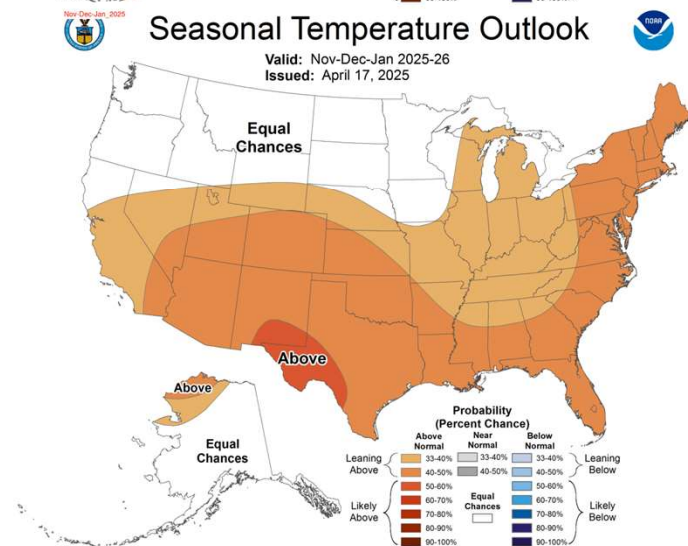 Nov-Dec-Jan_2025
Seasonal Temperature Outlook
NOAA
Valid: Nov-Dec-Jan 2025-26
Issued: April 17, 2025
Equal
Chances
Above
Above
Equal
Chances
Probability
(Percent Chance)
Above
Normal
Near
Normal
Below
Normal
Leaning
Above
33-40%
40-50%
33-40%
40-50%
33-40%
40-50%
Leaning
Below
Likely
Above
50-60%
60-70%
70-80%
80-90%
90-100%
Equal
Chances
50-60%
60-70%
70-80%
80-90%
90-100%
Likely
Below